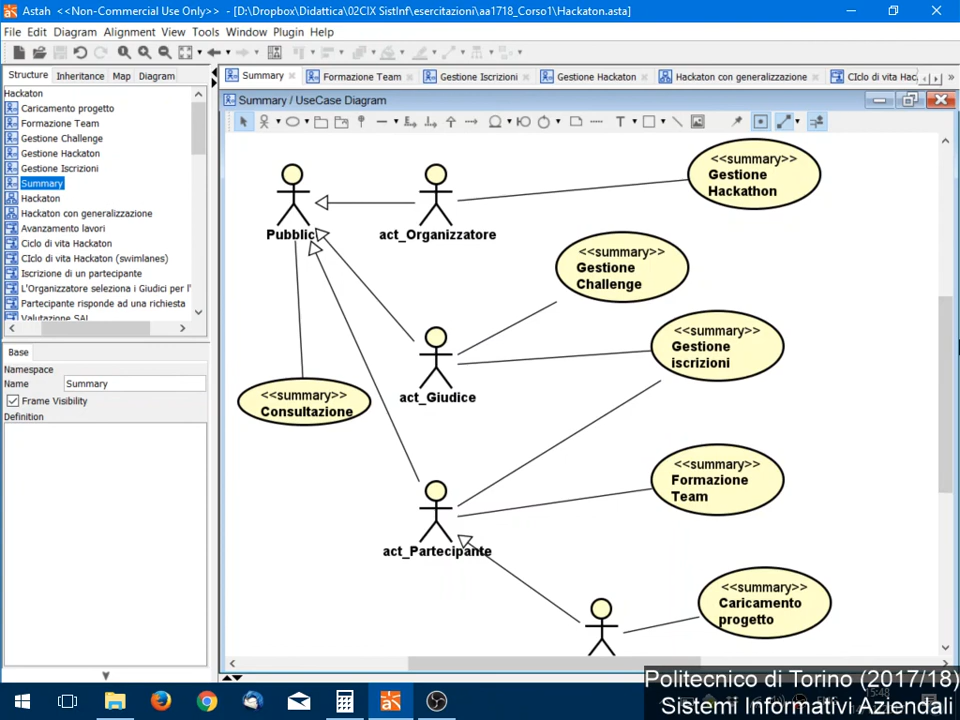 Astah <<Non-Commercial Use Only>> - [D:\Dropbox\Didattica\02CIX SistInf\esercitazioni\aa1718_Corso1\Hackaton.asta]
File Edit Diagram Alignment View Tools Window Plugin Help
Structure Inheritance Map Diagram
Summary Formazione Team Gestione Iscrizioni Gestione Hackaton Hackaton con generalizzazione CIclo di vita Hac
Hackaton
Caricamento progetto
Formazione Team
Gestione Challenge
Gestione Hackaton
Gestione Iscrizioni
Summary
Hackaton
Hackaton con generalizzazione
Avanzamento lavori
Ciclo di vita Hackaton
CIclo di vita Hackaton (swimlanes)
Iscrizione di un partecipante
L'Organizzatore seleziona i Giudici per l'
Partecipante risponde ad una richiesta
Valutazione SAL
Base
Namespace
Name Summary
Frame Visibility
Definition
Summary / UseCase Diagram
T
<<summary>>
Gestione
Hackathon
Pubblic
act_Organizzatore
<<summary>>
Gestione
Challenge
<<summary>>
Gestione
iscrizioni
act_Giudice
<<summary>>
Consultazione
<<summary>>
Formazione
Team
act_Partecipante
<<summary>>
Caricamento
progetto
Politecnico di Torino (2017/18)
Sistemi Informativi Aziendali